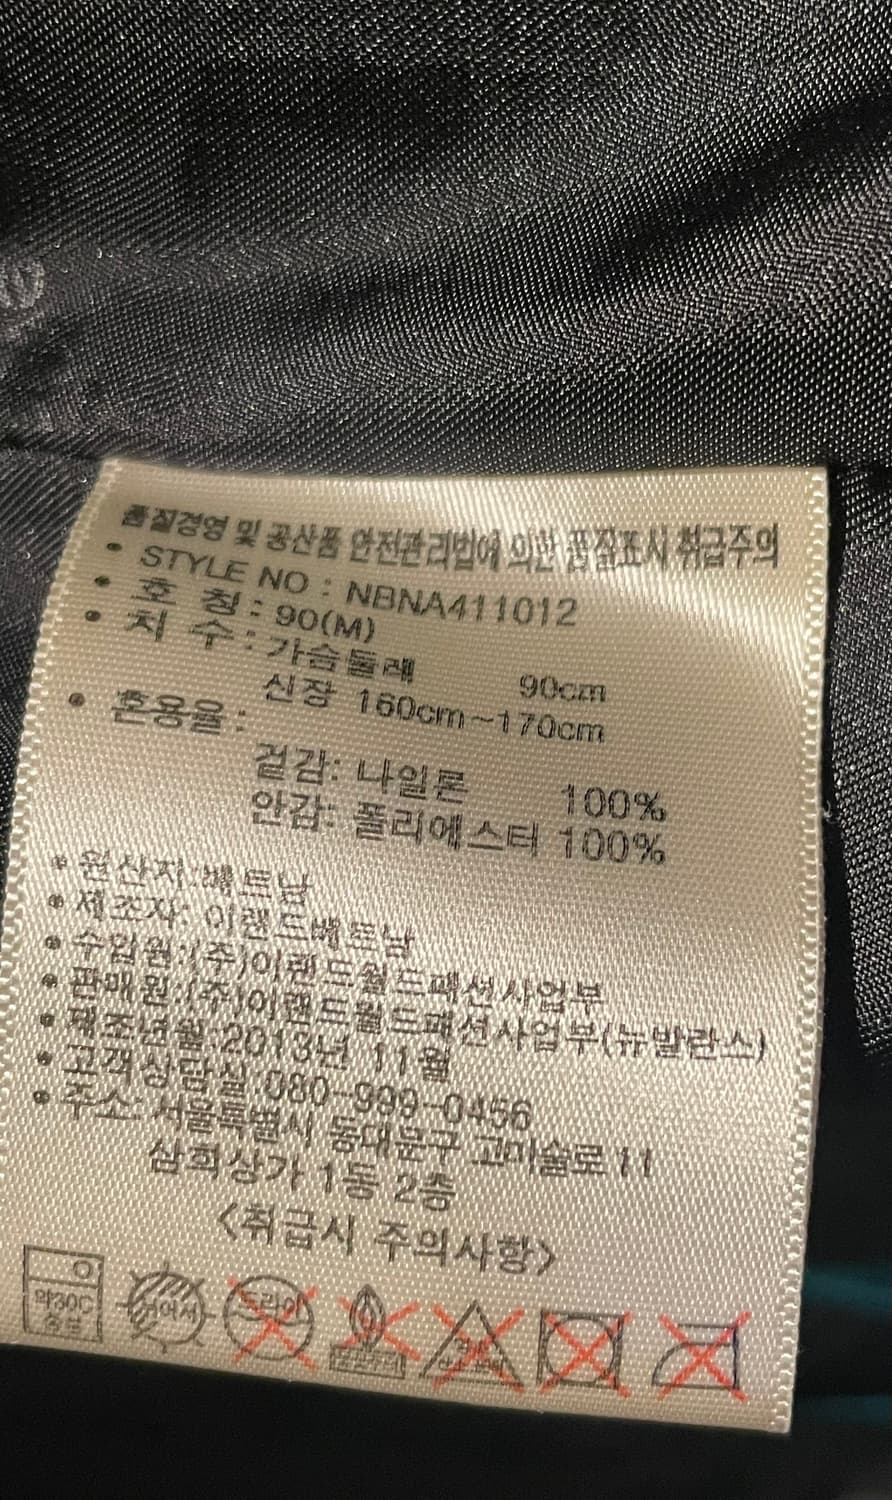 품질경영 및 공산품 안전관리법에 의한 품질표시 취급주의
• STYLE NO : NBNA411012
• 호 칭 : 90(M)
• 치 수 : 가슴둘레 90cm
신장 160cm~170cm
• 혼용율 :
겉감: 나일론 100%
안감: 폴리에스터 100%
• 원산지:베트남
• 제조자: 이랜드베트남
• 수입원:(주)이랜드월드패션사업부
• 판매원:(주)이랜드월드패션사업부(뉴발란스)
• 제조년월:2013년 11월
• 고객상담실:080-999-0456
• 주소: 서울특별시 동대문구 고미술로 11
삼희상가 1동 2층
<취급시 주의사항>
약30℃ 중성 뉘어서 드라이